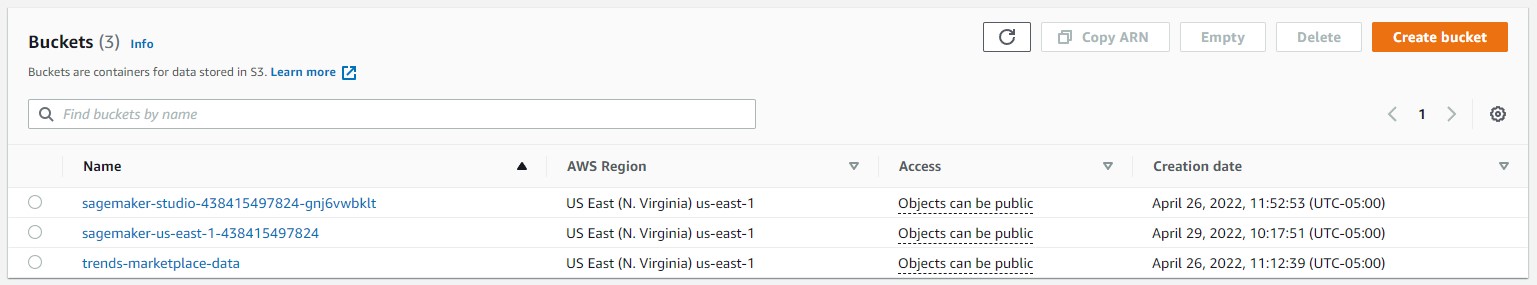 Buckets (3) Info
Copy ARN Empty Delete Create bucket
Buckets are containers for data stored in S3. Learn more
Find buckets by name
1
Name AWS Region Access Creation date
sagemaker-studio-438415497824-gnj6vwbklt US East (N. Virginia) us-east-1 Objects can be public April 26, 2022, 11:52:53 (UTC-05:00)
sagemaker-us-east-1-438415497824 US East (N. Virginia) us-east-1 Objects can be public April 29, 2022, 10:17:51 (UTC-05:00)
trends-marketplace-data US East (N. Virginia) us-east-1 Objects can be public April 26, 2022, 11:12:39 (UTC-05:00)